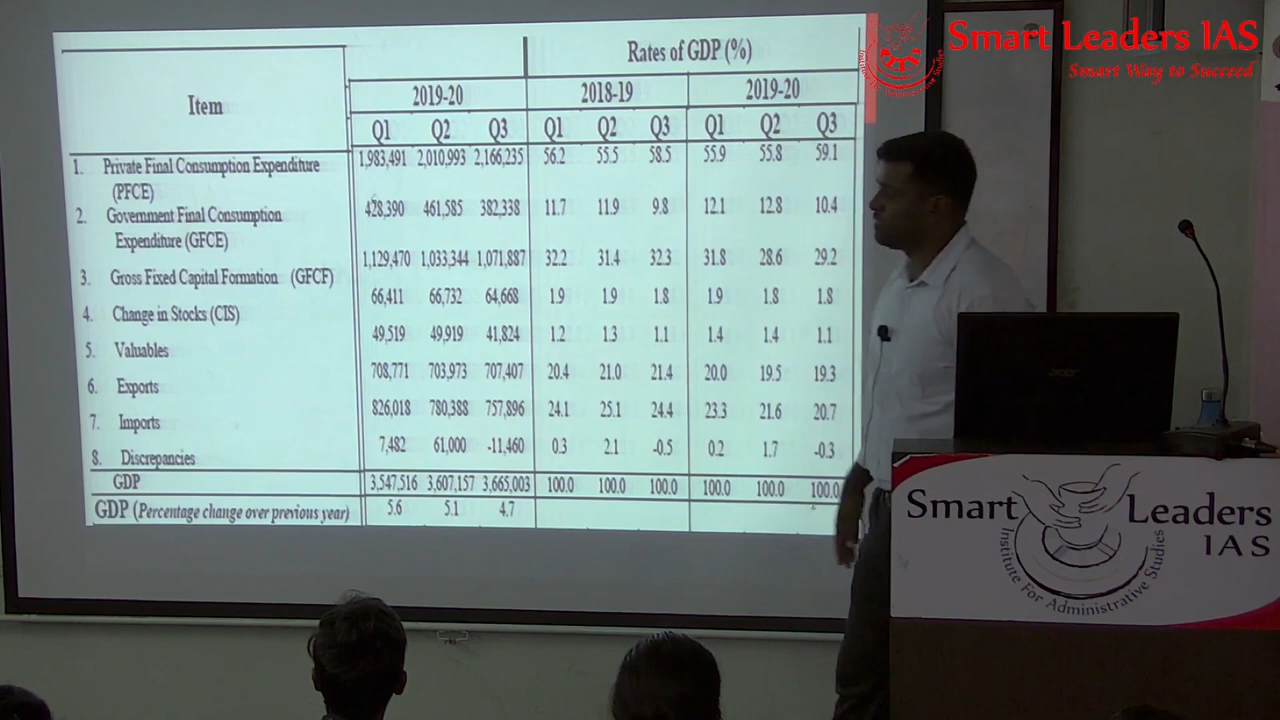 Smart Leaders IAS
Smart Way to Succeed
Institute For Administrative Studies
Rates of GDP (%)
Item 2019-20 2018-19 2019-20
Q1 Q2 Q3 Q1 Q2 Q3 Q1 Q2 Q3
1. Private Final Consumption Expenditure 1,983,491 2,010,993 2,166,235 56.2 55.5 58.5 55.9 55.8 59.1
(PFCE)
2. Government Final Consumption 428,390 461,585 382,338 11.7 11.9 9.8 12.1 12.8 10.4
Expenditure (GFCE)
3. Gross Fixed Capital Formation (GFCF) 1,129,470 1,033,344 1,071,887 32.2 31.4 32.3 31.8 28.6 29.2
4. Change in Stocks (CIS) 66,411 66,732 64,668 1.9 1.9 1.8 1.9 1.8 1.8
5. Valuables 49,519 49,919 41,824 1.2 1.3 1.1 1.4 1.4 1.1
6. Exports 708,771 703,973 707,407 20.4 21.0 21.4 20.0 19.5 19.3
7. Imports 826,018 780,388 757,896 24.1 25.1 24.4 23.3 21.6 20.7
8. Discrepancies 7,482 61,000 -11,460 0.3 2.1 -0.5 0.2 1.7 -0.3
GDP 3,547,516 3,607,157 3,665,003 100.0 100.0 100.0 100.0 100.0 100.0
GDP (Percentage change over previous year) 5.6 5.1 4.7
acer
Smart Leaders
IAS
Institute For Administrative Studies